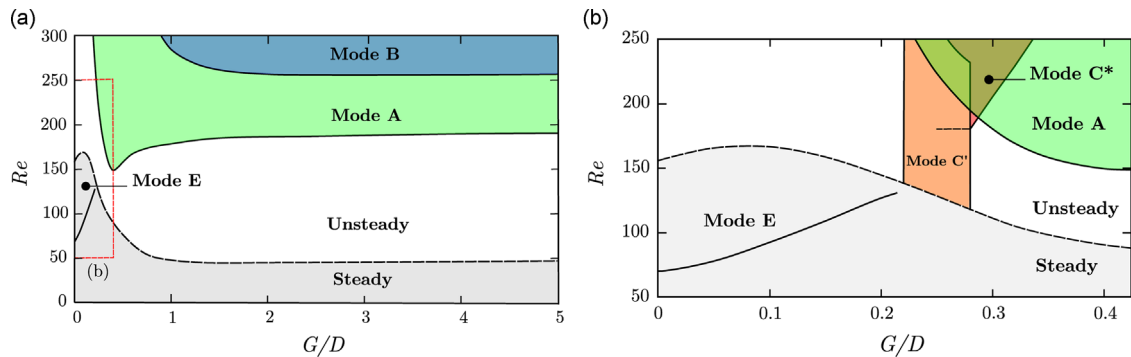 (a)
300
250
200
150
100
50
0
Re
Mode B
Mode A
Mode E
Unsteady
(b)
Steady
0 1 2 3 4 5
G/D
(b)
250
200
150
100
50
Re
Mode C*
Mode A
Mode C'
Mode E
Unsteady
Steady
0 0.1 0.2 0.3 0.4
G/D